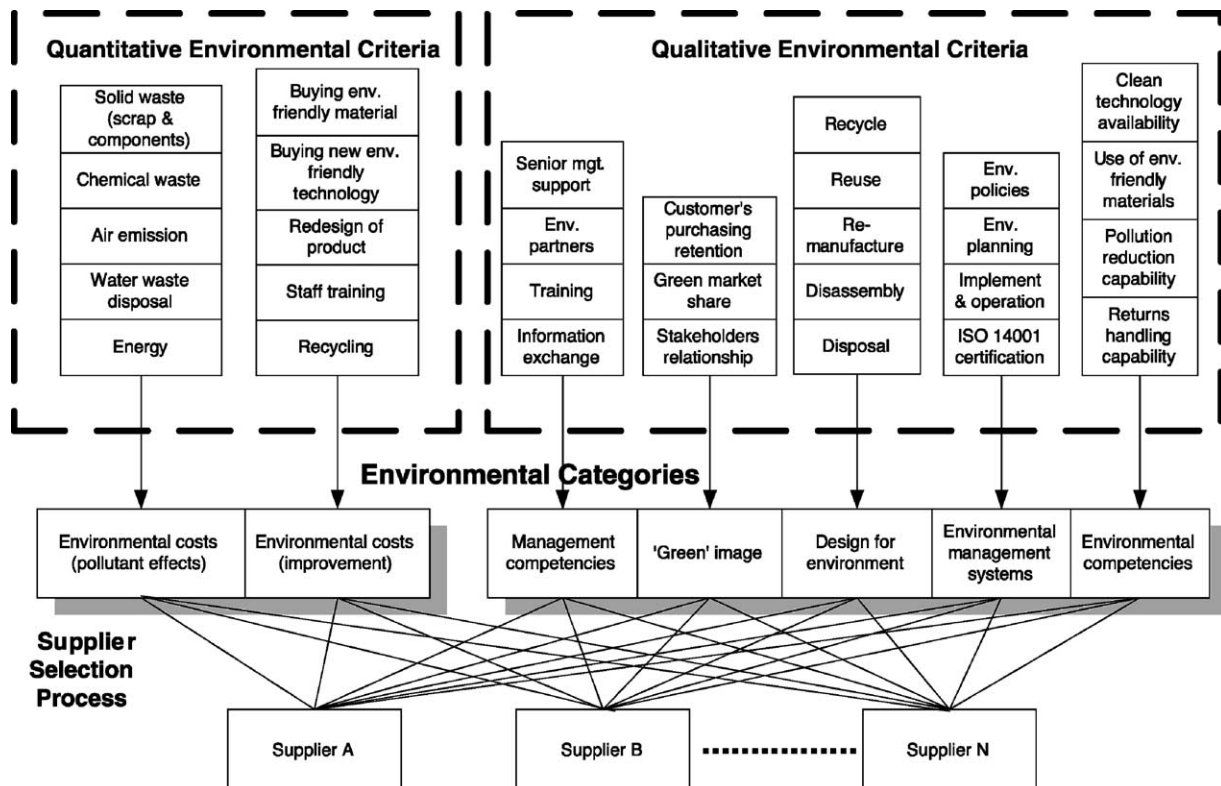 Quantitative Environmental Criteria
Solid waste
(scrap &
components)
Chemical waste
Air emission
Water waste
disposal
Energy
Buying env.
friendly material
Buying new env.
friendly
technology
Redesign of
product
Staff training
Recycling
Qualitative Environmental Criteria
Senior mgt.
support
Env.
partners
Training
Information
exchange
Customer's
purchasing
retention
Green market
share
Stakeholders
relationship
Recycle
Reuse
Re-
manufacture
Disassembly
Disposal
Env.
policies
Env.
planning
Implement
& operation
ISO 14001
certification
Clean
technology
availability
Use of env.
friendly
materials
Pollution
reduction
capability
Returns
handling
capability
Environmental Categories
Environmental costs
(pollutant effects)
Environmental costs
(improvement)
Management
competencies
'Green' image
Design for
environment
Environmental
management
systems
Environmental
competencies
Supplier
Selection
Process
Supplier A
Supplier B
Supplier N